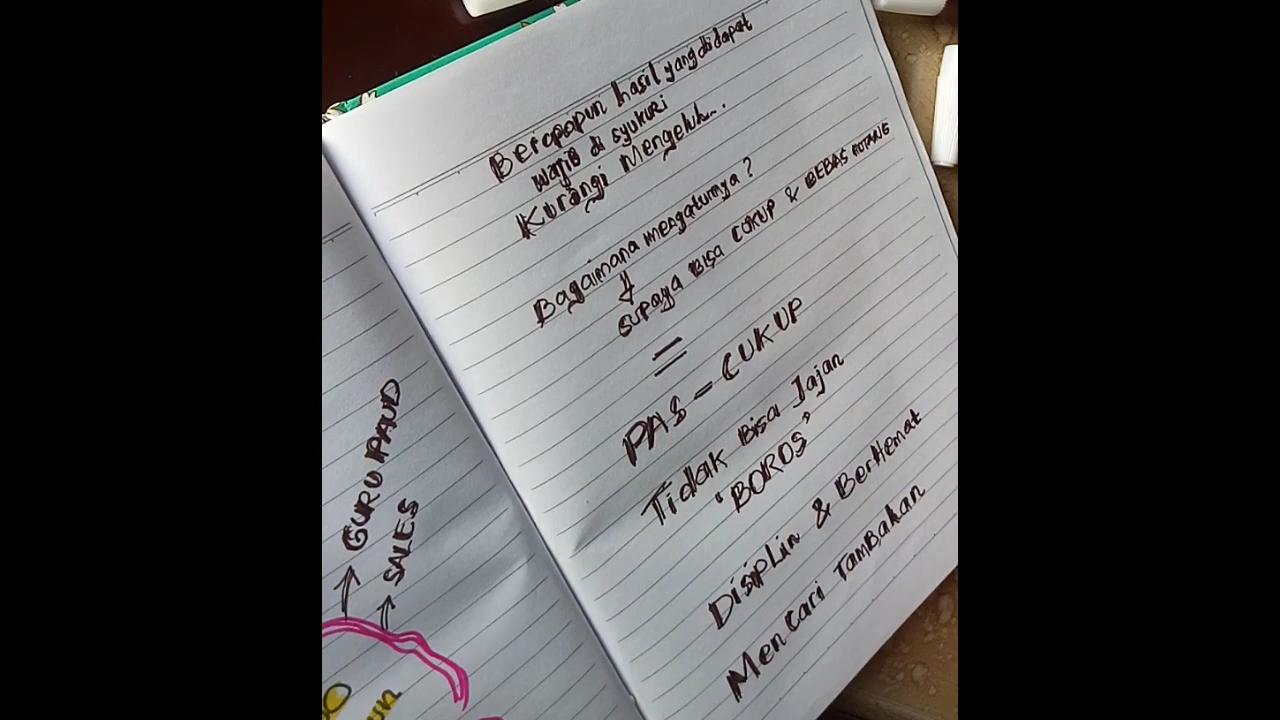 Berapapun hasil yang didapat
wajib di syukuri
Kurangi Mengeluh...
Bagaimana mengaturnya?
supaya BISA CUKUP & BEBAS HUTANG
=
PAS - CUKUP
Tidak Bisa Jajan
"BOROS"
DisipLin & BerHemat
MenCari TamBahan
→ GURU PAUD
→ SALES